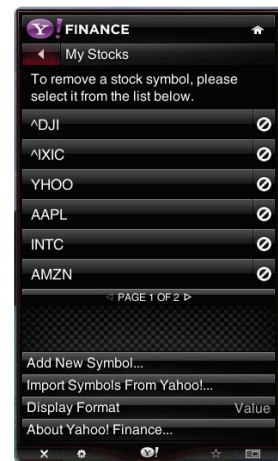 Y! FINANCE
My Stocks
To remove a stock symbol, please
select it from the list below.
^DJI
^IXIC
YHOO
AAPL
INTC
AMZN
PAGE 1 OF 2
Add New Symbol...
Import Symbols From Yahoo!...
Display Format Value
About Yahoo! Finance...
Y!